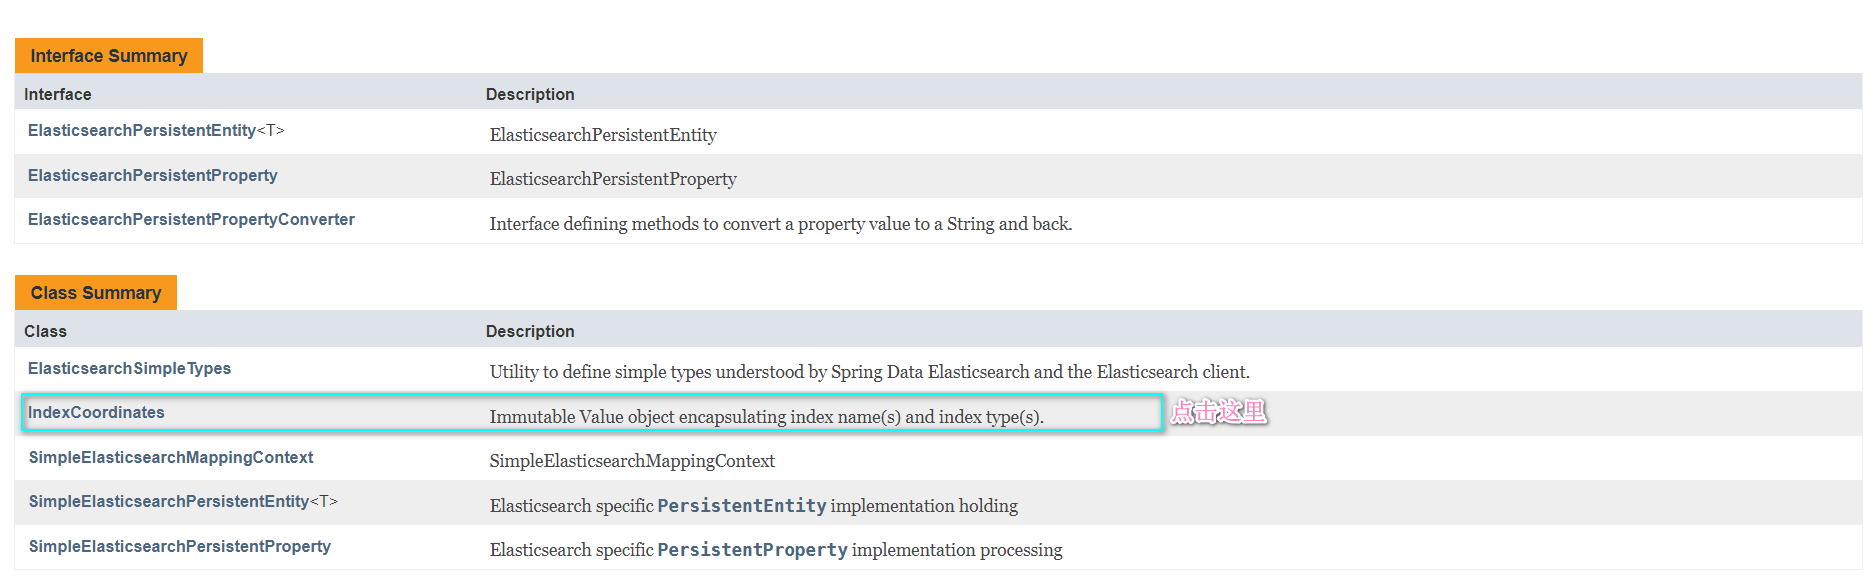 Interface Summary
Interface Description
ElasticsearchPersistentEntity<T> ElasticsearchPersistentEntity
ElasticsearchPersistentProperty ElasticsearchPersistentProperty
ElasticsearchPersistentPropertyConverter Interface defining methods to convert a property value to a String and back.
Class Summary
Class Description
ElasticsearchSimpleTypes Utility to define simple types understood by Spring Data Elasticsearch and the Elasticsearch client.
IndexCoordinates Immutable Value object encapsulating index name(s) and index type(s). 点击这里
SimpleElasticsearchMappingContext SimpleElasticsearchMappingContext
SimpleElasticsearchPersistentEntity<T> Elasticsearch specific PersistentEntity implementation holding
SimpleElasticsearchPersistentProperty Elasticsearch specific PersistentProperty implementation processing